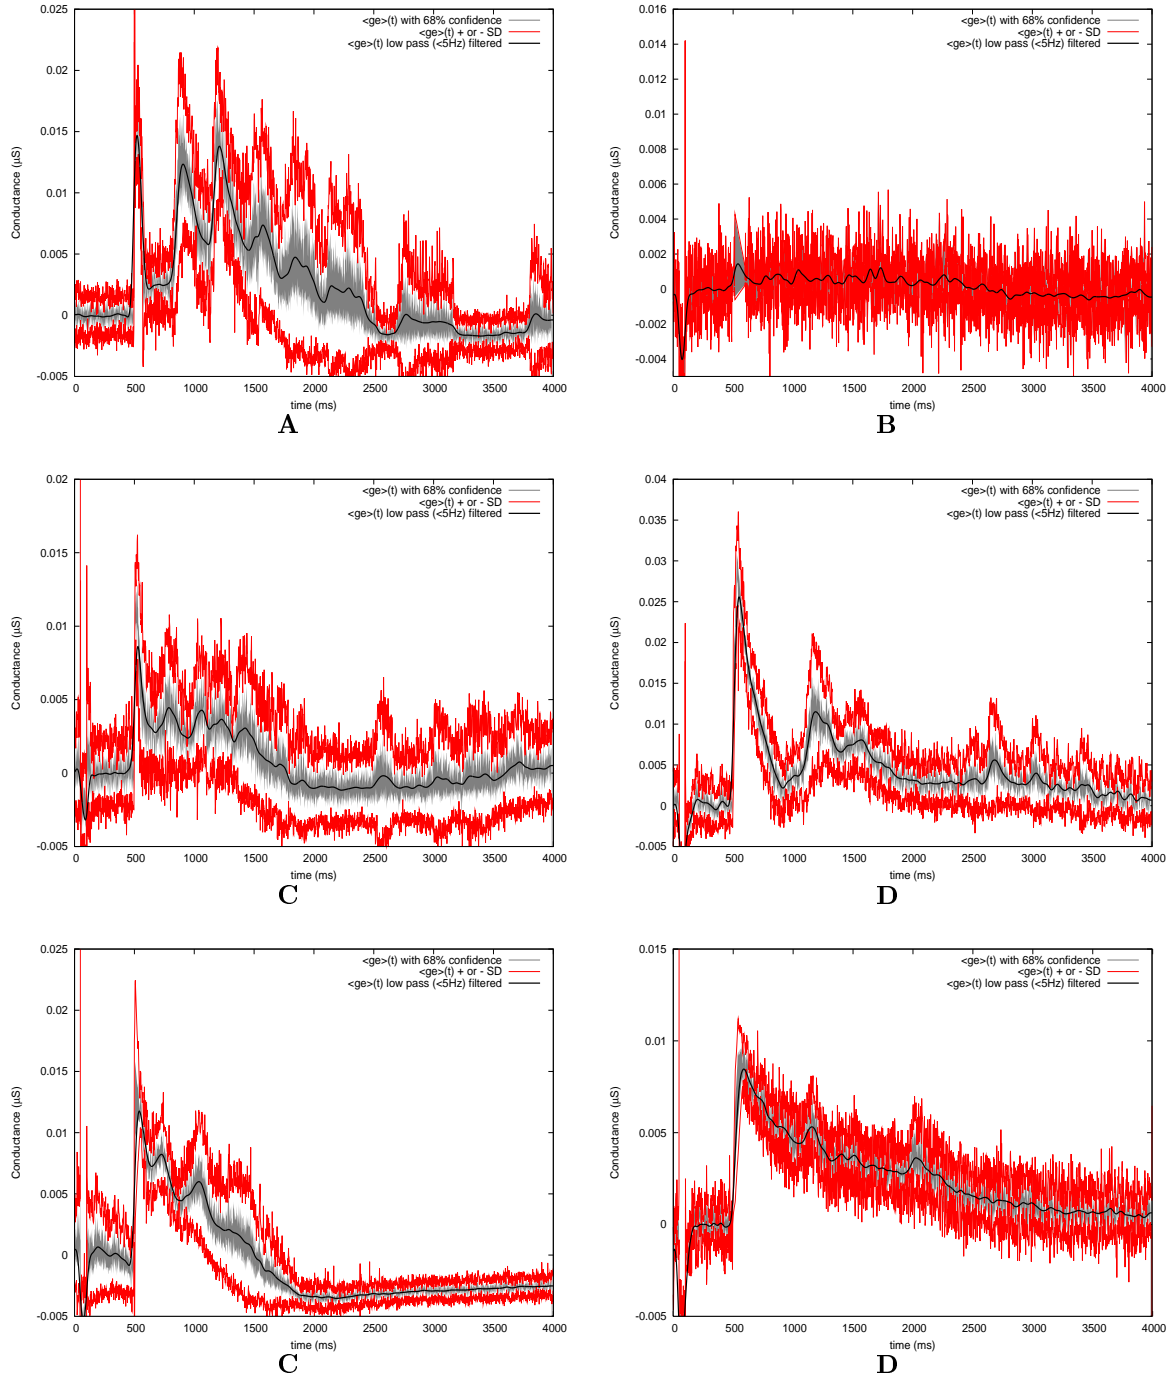 0.025
0.02
0.015
0.01
0.005
0
-0.005
Conductance (µS)
<ge>(t) with 68% confidence
<ge>(t) + or - SD
<ge>(t) low pass (<5Hz) filtered
0 500 1000 1500 2000 2500 3000 3500 4000
time (ms)
A
0.016
0.014
0.012
0.01
0.008
0.006
0.004
0.002
0
-0.002
-0.004
Conductance (µS)
<ge>(t) with 68% confidence
<ge>(t) + or - SD
<ge>(t) low pass (<5Hz) filtered
0 500 1000 1500 2000 2500 3000 3500 4000
time (ms)
B
0.02
0.015
0.01
0.005
0
-0.005
Conductance (µS)
<ge>(t) with 68% confidence
<ge>(t) + or - SD
<ge>(t) low pass (<5Hz) filtered
0 500 1000 1500 2000 2500 3000 3500 4000
time (ms)
C
0.04
0.035
0.03
0.025
0.02
0.015
0.01
0.005
0
-0.005
Conductance (µS)
<ge>(t) with 68% confidence
<ge>(t) + or - SD
<ge>(t) low pass (<5Hz) filtered
0 500 1000 1500 2000 2500 3000 3500 4000
time (ms)
D
0.025
0.02
0.015
0.01
0.005
0
-0.005
Conductance (µS)
<ge>(t) with 68% confidence
<ge>(t) + or - SD
<ge>(t) low pass (<5Hz) filtered
0 500 1000 1500 2000 2500 3000 3500 4000
time (ms)
C
0.015
0.01
0.005
0
-0.005
Conductance (µS)
<ge>(t) with 68% confidence
<ge>(t) + or - SD
<ge>(t) low pass (<5Hz) filtered
0 500 1000 1500 2000 2500 3000 3500 4000
time (ms)
D